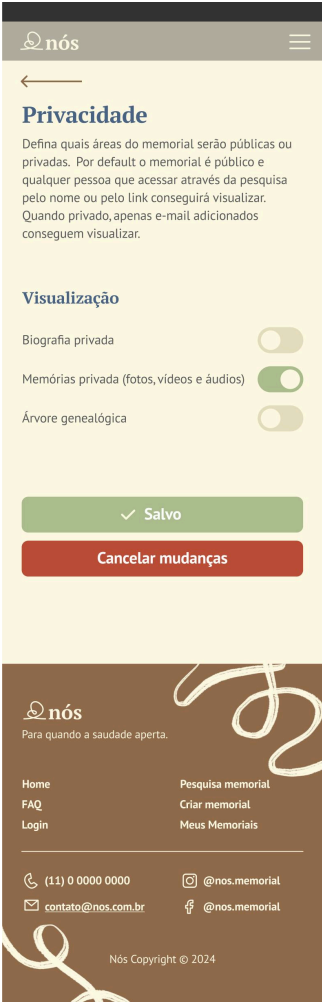 nós
Privacidade
Defina quais áreas do memorial serão públicas ou
privadas. Por default o memorial é público e
qualquer pessoa que acessar através da pesquisa
pelo nome ou pelo link conseguirá visualizar.
Quando privado, apenas e-mail adicionados
conseguem visualizar.
Visualização
Biografia privada
Memórias privada (fotos, vídeos e áudios)
Árvore genealógica
Salvo
Cancelar mudanças
nós
Para quando a saudade aperta.
Home
Pesquisa memorial
FAQ
Criar memorial
Login
Meus Memoriais
(11) 0 0000 0000
@nos.memorial
contato@nos.com.br
@nos.memorial
Nós Copyright © 2024